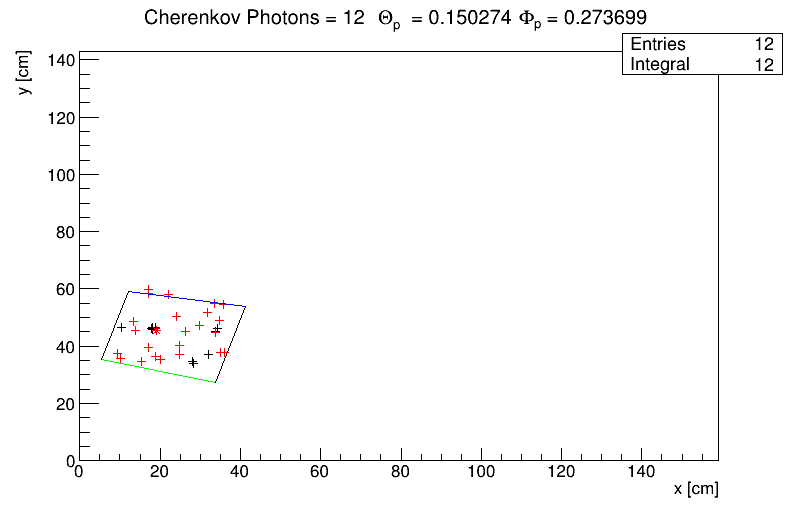 Cherenkov Photons = 12 Θp = 0.150274 Φp = 0.273699
Entries 12
Integral 12
y [cm]
140
120
100
80
60
40
20
0
0 20 40 60 80 100 120 140
x [cm]